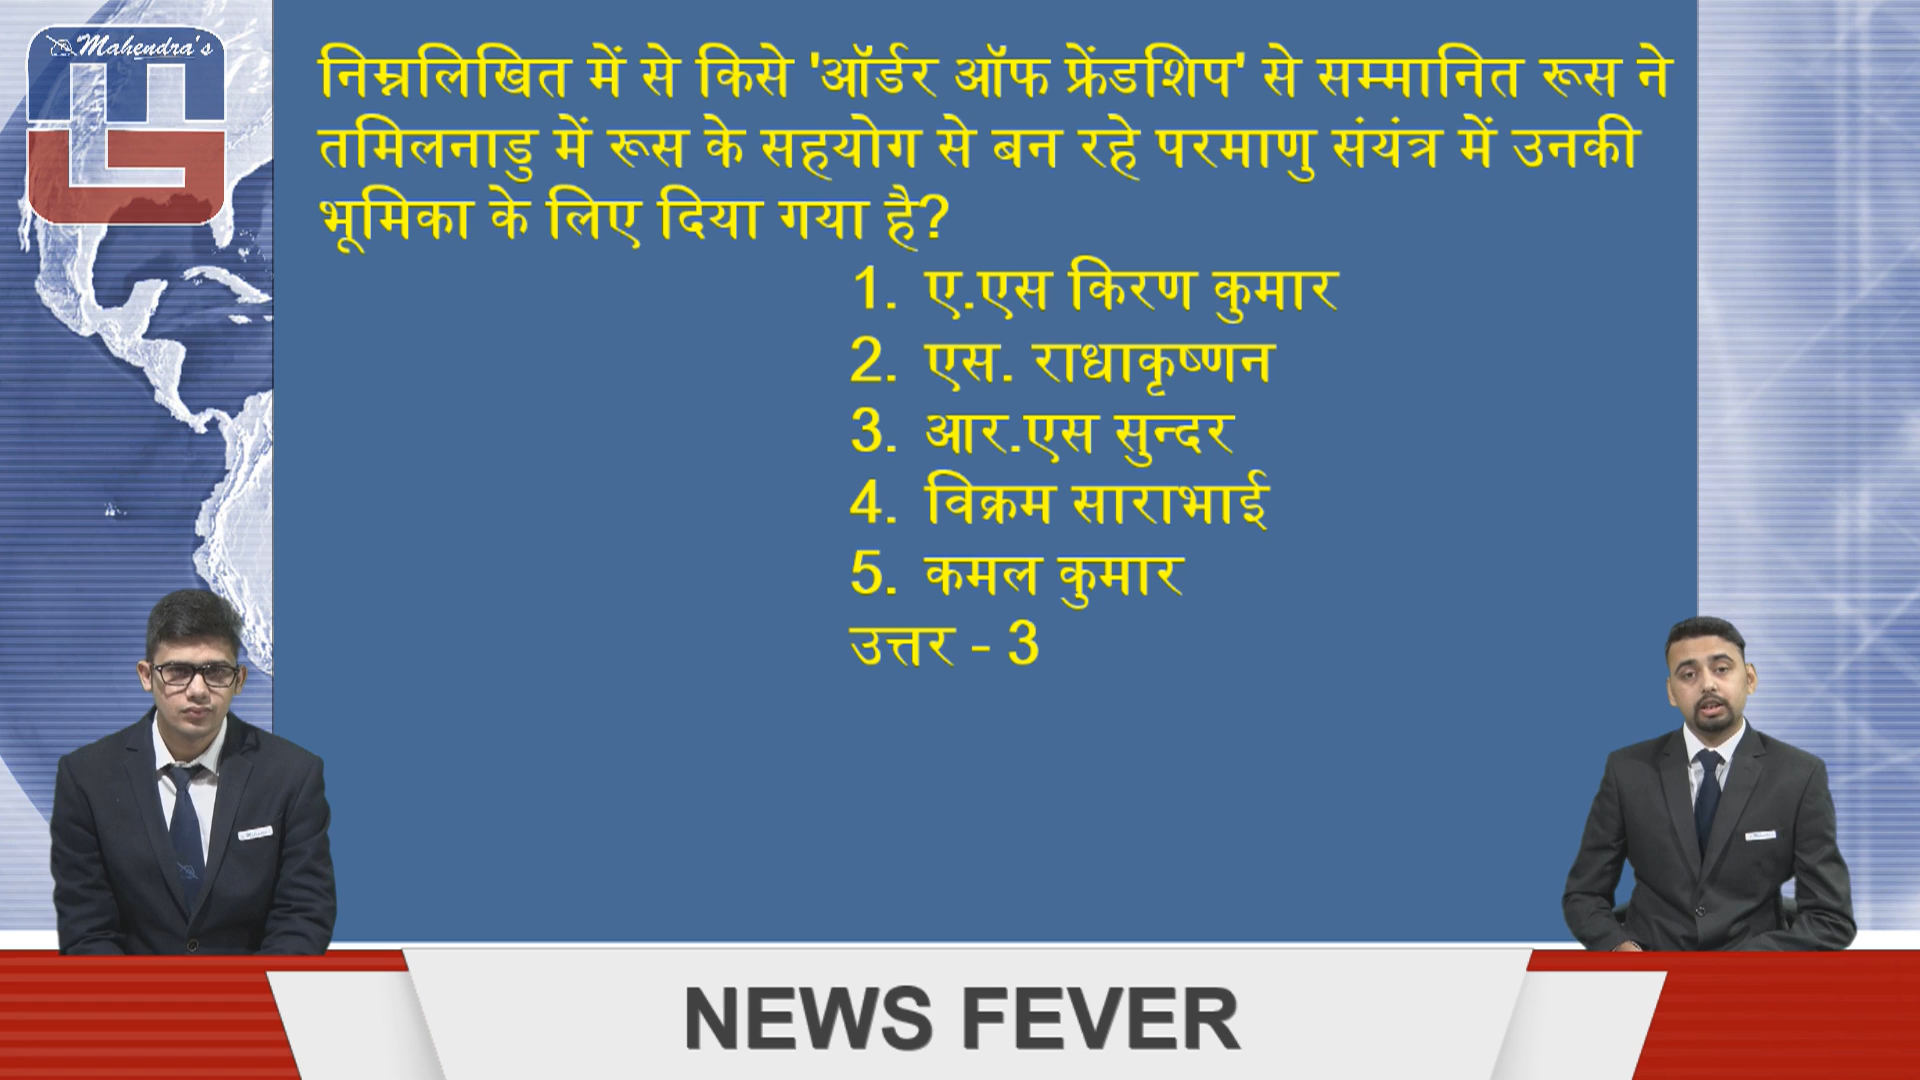 Mahendra's
निम्नलिखित में से किसे 'ऑर्डर ऑफ फ्रेंडशिप' से सम्मानित रूस ने
तमिलनाडु में रूस के सहयोग से बन रहे परमाणु संयंत्र में उनकी
भूमिका के लिए दिया गया है?
1. ए.एस किरण कुमार
2. एस. राधाकृष्णन
3. आर.एस सुन्दर
4. विक्रम साराभाई
5. कमल कुमार
उत्तर - 3
NEWS FEVER